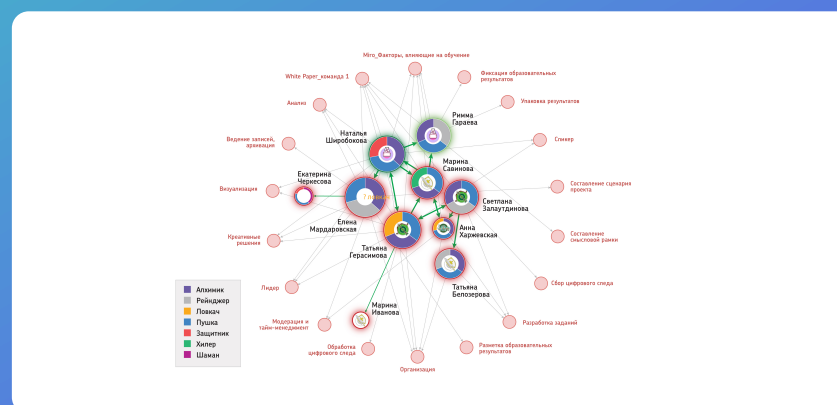 Miro_Факторы, влияющие на обучение
White Paper_команда 1
Фиксация образовательных
результатов
Анализ
Упаковка результатов
Римма
Гараева
Наталья
Широбокова
Ведение записей,
архивация
Спикер
Марина
Савинова
Екатерина
Черкесова
Визуализация
Составление сценария
проекта
Светлана
Залаутдинова
Елена
Мардаровская
Анна
Харжевская
Креативные
решения
Составление
смысловой рамки
Татьяна
Герасимова
Лидер
Татьяна
Белозерова
Сбор цифрового следа
Марина
Иванова
Модерация и
тайм-менеджмент
Разработка заданий
Обработка
цифрового следа
Разметка образовательных
результатов
Организация
Алхимик
Рейнджер
Ловкач
Пушка
Защитник
Хилер
Шаман